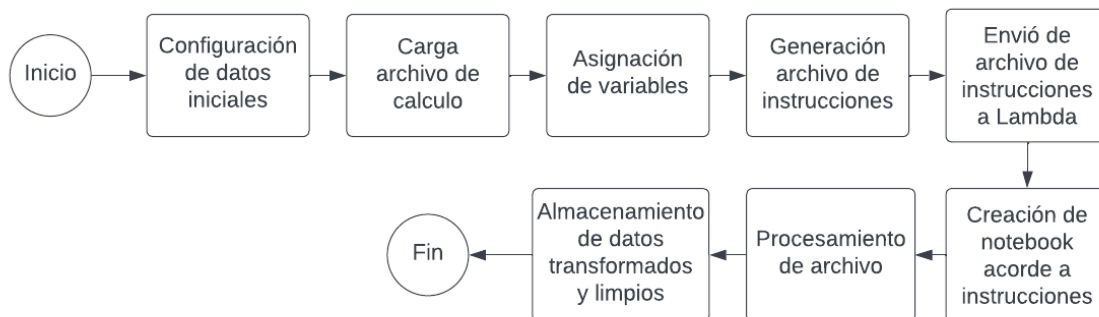 Inicio
Configuración
de datos
iniciales
Carga
archivo de
calculo
Asignación
de variables
Generación
archivo de
instrucciones
Envió de
archivo de
instrucciones
a Lambda
Creación de
notebook
acorde a
instrucciones
Procesamiento
de archivo
Almacenamiento
de datos
transformados
y limpios
Fin